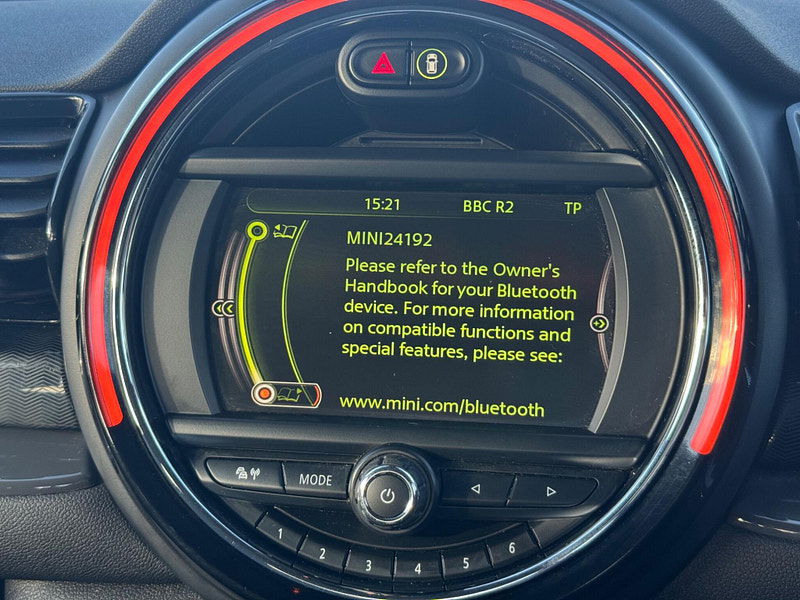 15:21 BBC R2 TP
MINI24192
Please refer to the Owner's
Handbook for your Bluetooth
device. For more information
on compatible functions and
special features, please see:
www.mini.com/bluetooth
MODE
1 2 3 4 5 6